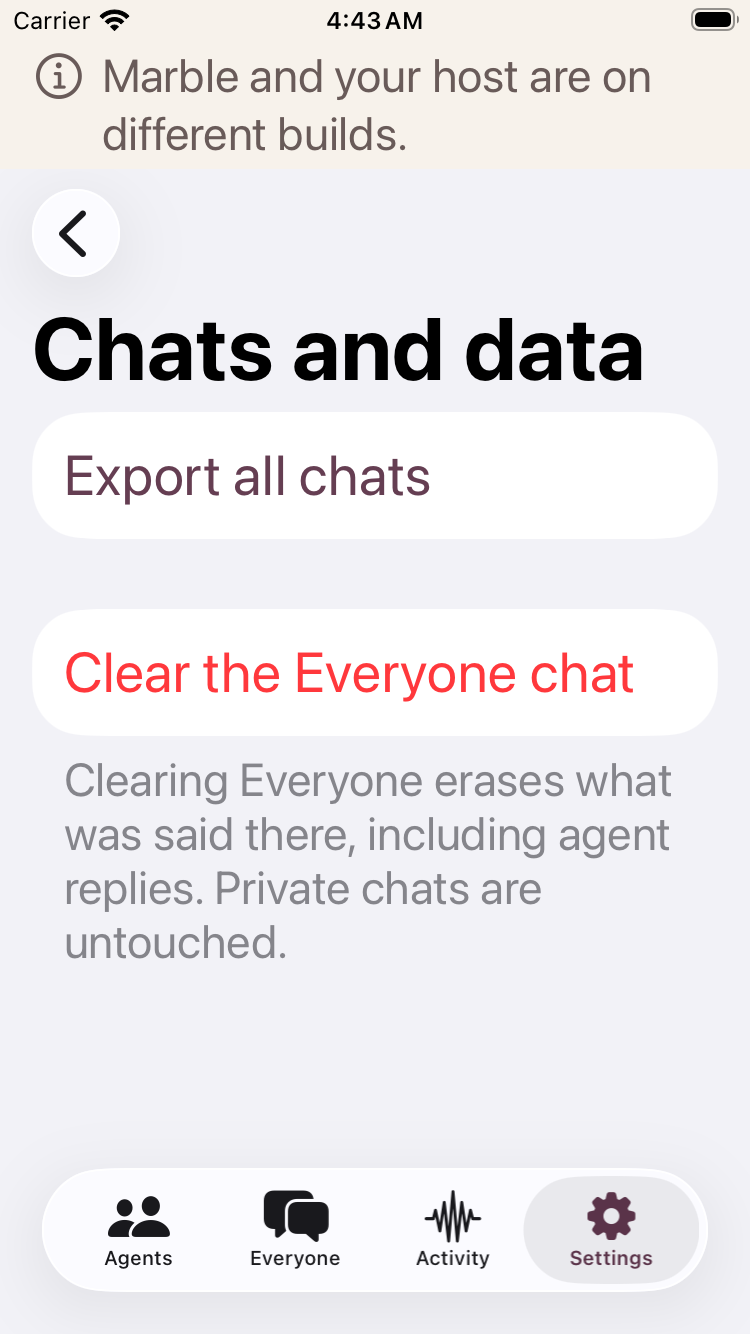 Carrier 4:43 AM
Marble and your host are on
different builds.
Chats and data
Export all chats
Clear the Everyone chat
Clearing Everyone erases what
was said there, including agent
replies. Private chats are
untouched.
Agents Everyone Activity Settings